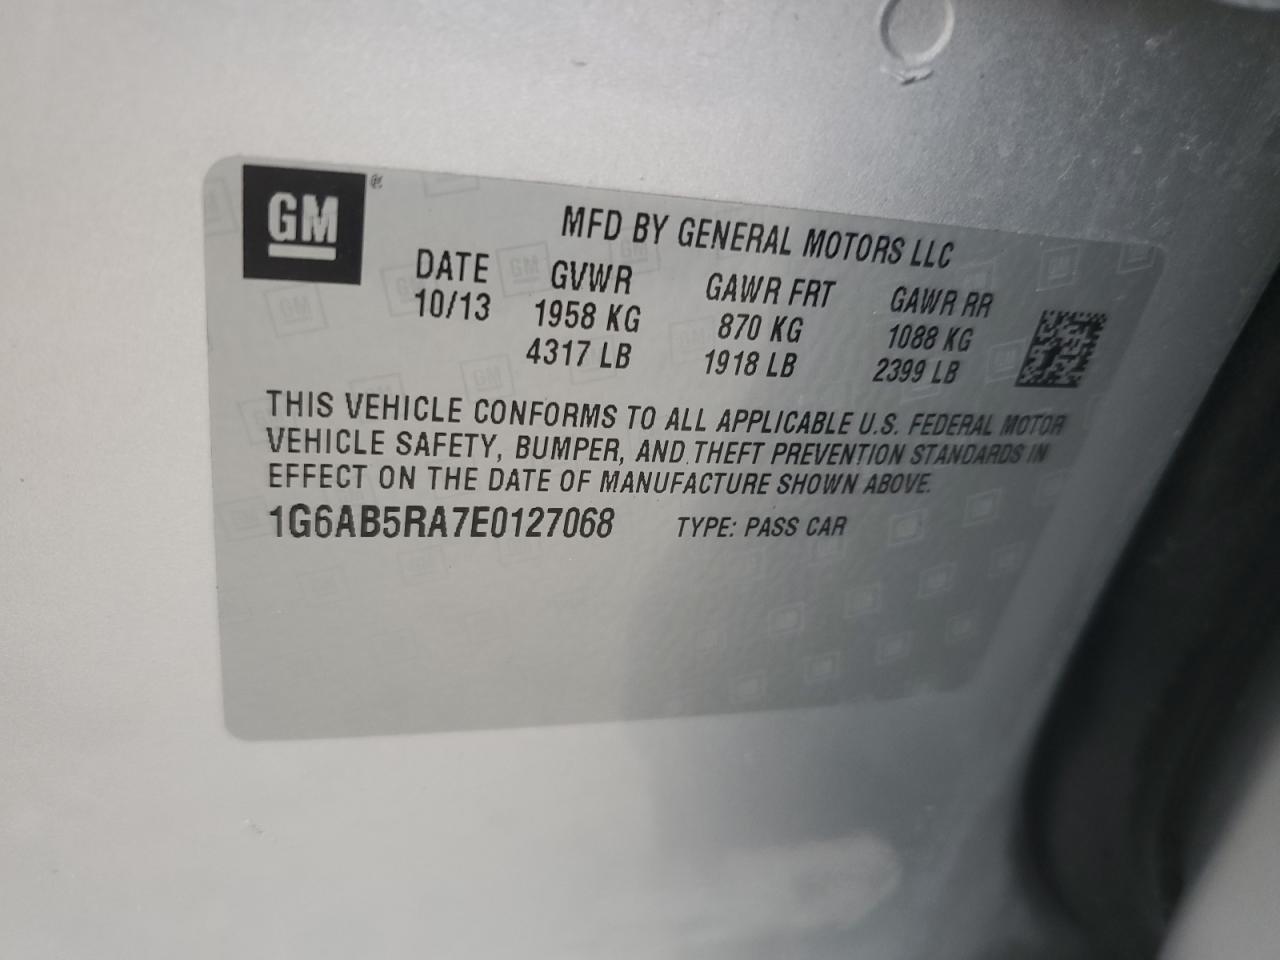 GM®
MFD BY GENERAL MOTORS LLC
DATE GVWR GAWR FRT GAWR RR
10/13 1958 KG 870 KG 1088 KG
4317 LB 1918 LB 2399 LB
THIS VEHICLE CONFORMS TO ALL APPLICABLE U.S. FEDERAL MOTOR
VEHICLE SAFETY, BUMPER, AND THEFT PREVENTION STANDARDS IN
EFFECT ON THE DATE OF MANUFACTURE SHOWN ABOVE.
1G6AB5RA7E0127068 TYPE: PASS CAR